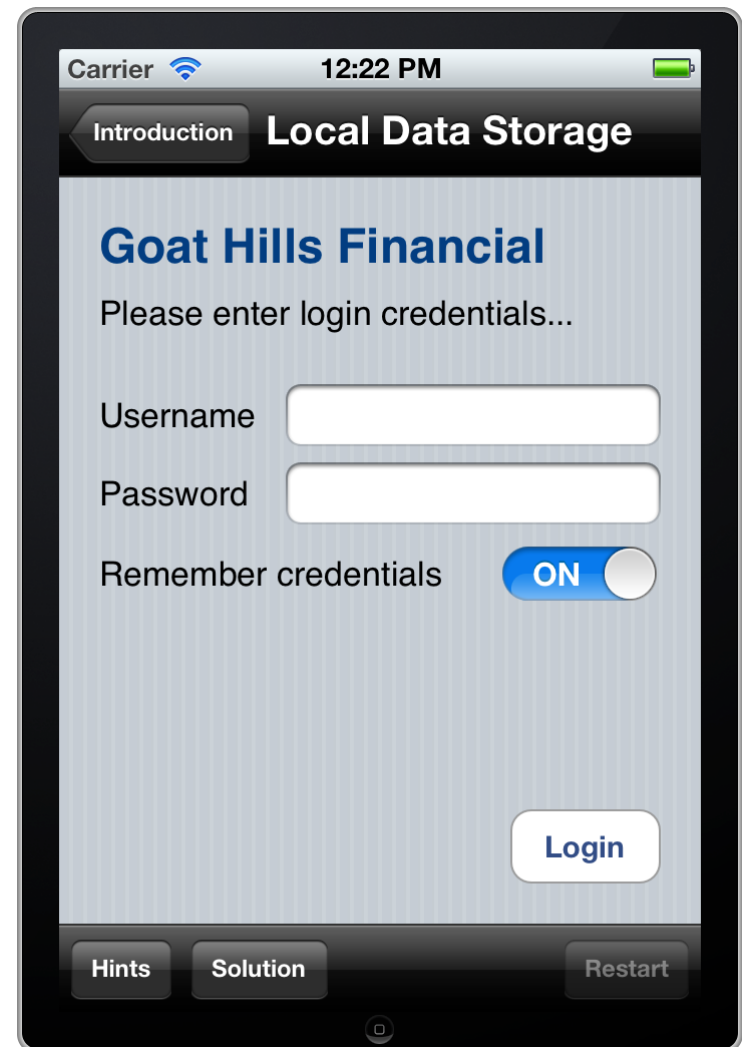 Carrier 12:22 PM
Introduction Local Data Storage
Goat Hills Financial
Please enter login credentials...
Username
Password
Remember credentials ON
Login
Hints Solution Restart